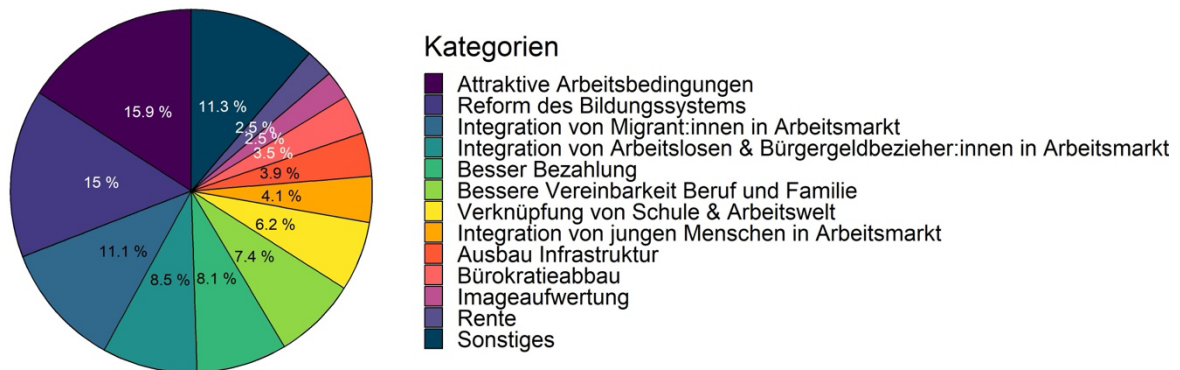 15.9 %
11.3 %
2.5 %
2.5 %
3.5 %
3.9 %
4.1 %
6.2 %
7.4 %
8.1 %
8.5 %
11.1 %
15 %
Kategorien
Attraktive Arbeitsbedingungen
Reform des Bildungssystems
Integration von Migrant:innen in Arbeitsmarkt
Integration von Arbeitslosen & Bürgergeldbezieher:innen in Arbeitsmarkt
Besser Bezahlung
Bessere Vereinbarkeit Beruf und Familie
Verknüpfung von Schule & Arbeitswelt
Integration von jungen Menschen in Arbeitsmarkt
Ausbau Infrastruktur
Bürokratieabbau
Imageaufwertung
Rente
Sonstiges